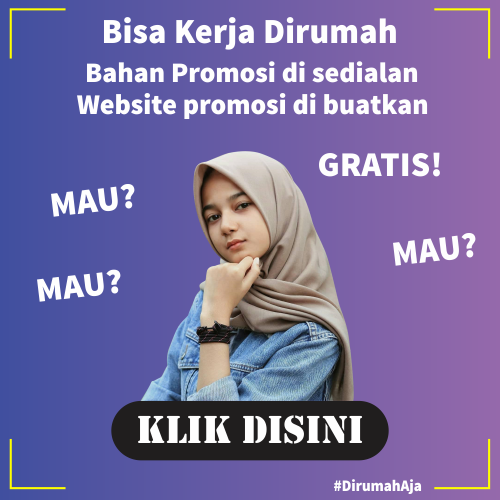 Bisa Kerja Dirumah
Bahan Promosi di sedialan
Website promosi di buatkan
GRATIS!
MAU?
MAU?
MAU?
KLIK DISINI
#DirumahAja